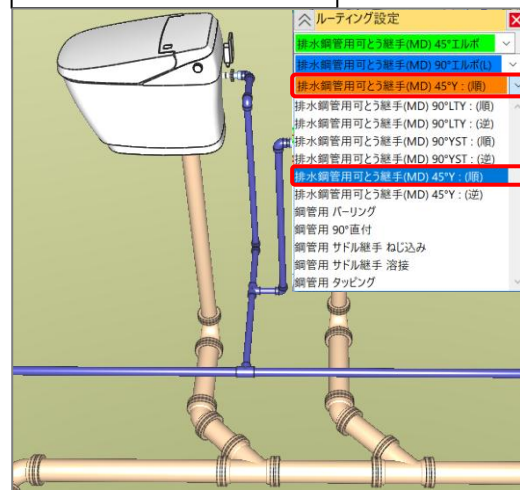 ルーティング設定
排水鋼管用可とう継手(MD) 45°エルボ
排水鋼管用可とう継手(MD) 90°エルボ(L)
排水鋼管用可とう継手(MD) 45°Y : (順)
排水鋼管用可とう継手(MD) 90°LTY : (順)
排水鋼管用可とう継手(MD) 90°LTY : (逆)
排水鋼管用可とう継手(MD) 90°YST : (順)
排水鋼管用可とう継手(MD) 90°YST : (逆)
排水鋼管用可とう継手(MD) 45°Y : (順)
排水鋼管用可とう継手(MD) 45°Y : (逆)
鋼管用 バーリング
鋼管用 90°直付
鋼管用 サドル継手 ねじ込み
鋼管用 サドル継手 溶接
鋼管用 タッピング